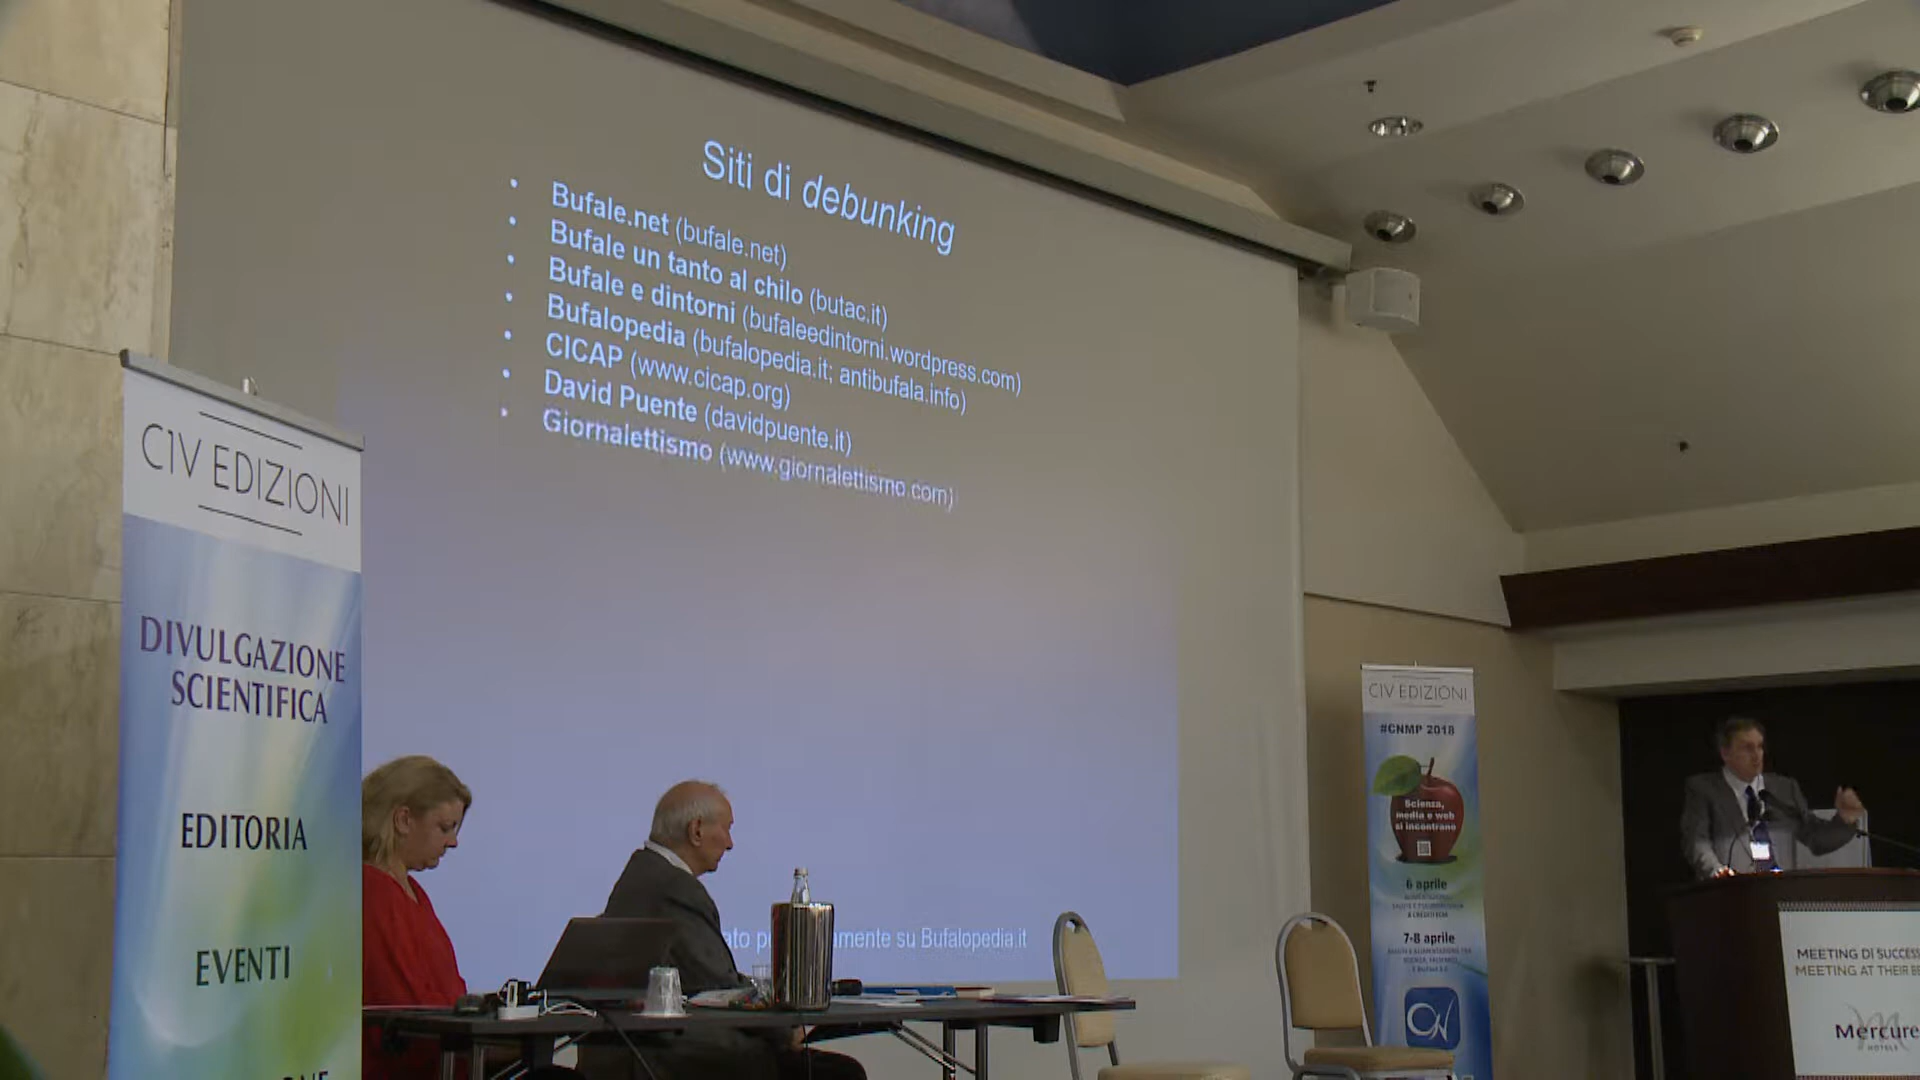 Siti di debunking
• Bufale.net (bufale.net)
• Bufale un tanto al chilo (butac.it)
• Bufale e dintorni (bufaleedintorni.wordpress.com)
• Bufalopedia (bufalopedia.it; antibufala.info)
• CICAP (www.cicap.org)
• David Puente (davidpuente.it)
• Giornalettismo (www.giornalettismo.com)
amente su Bufalopedia.it
CIV EDIZIONI
DIVULGAZIONE
SCIENTIFICA
EDITORIA
EVENTI
CIV EDIZIONI
#CNMP 2018
Scienza,
media e web
si incontrano
6 aprile
7-8 aprile
MEETING DI SUCCESS
MEETING AT THEIR BE
Mercure
HOTELS